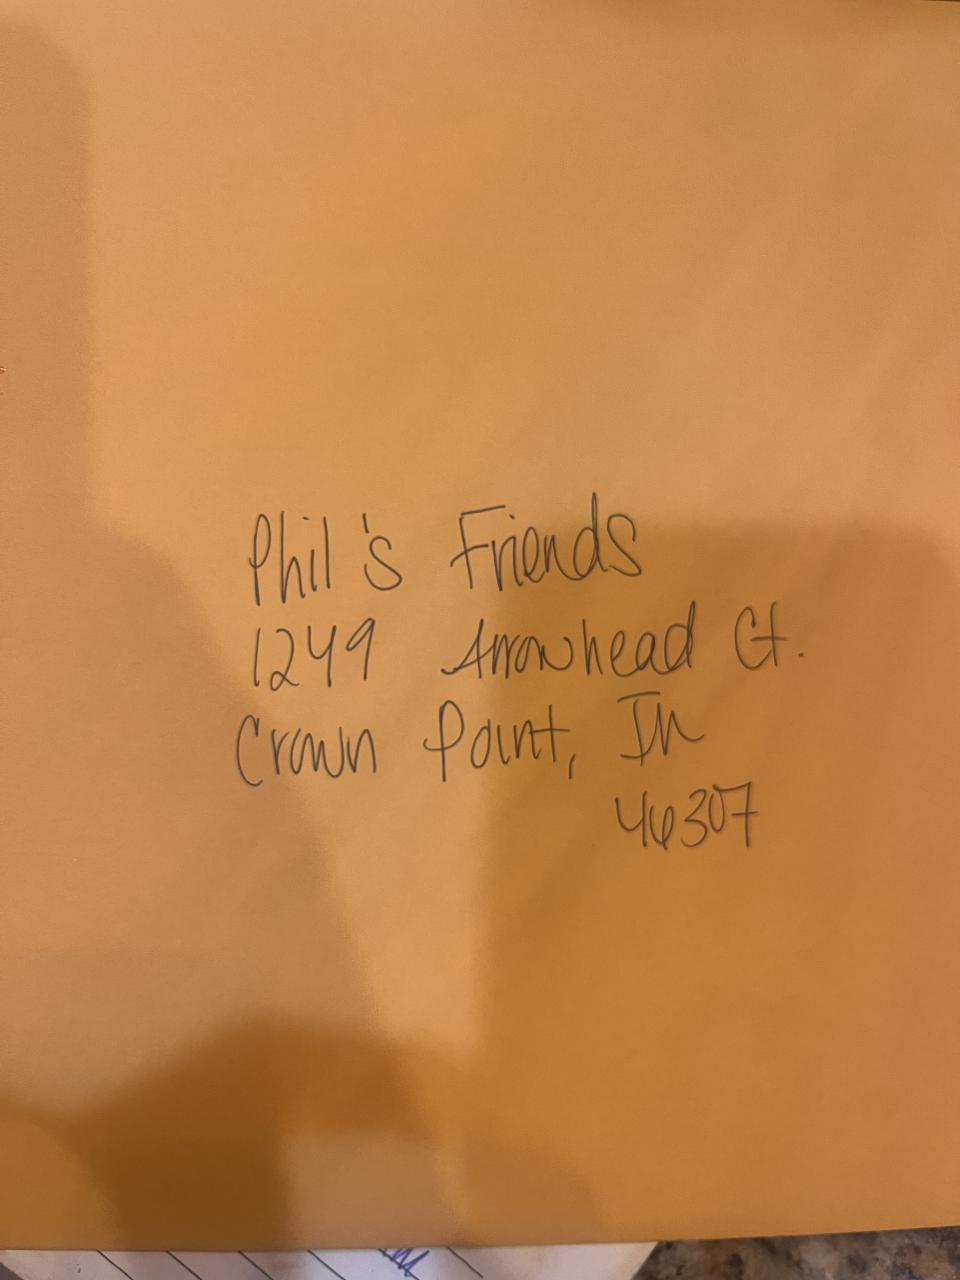 Phil's Friends
1249 Arrowhead Ct.
Crown Point, In
46307